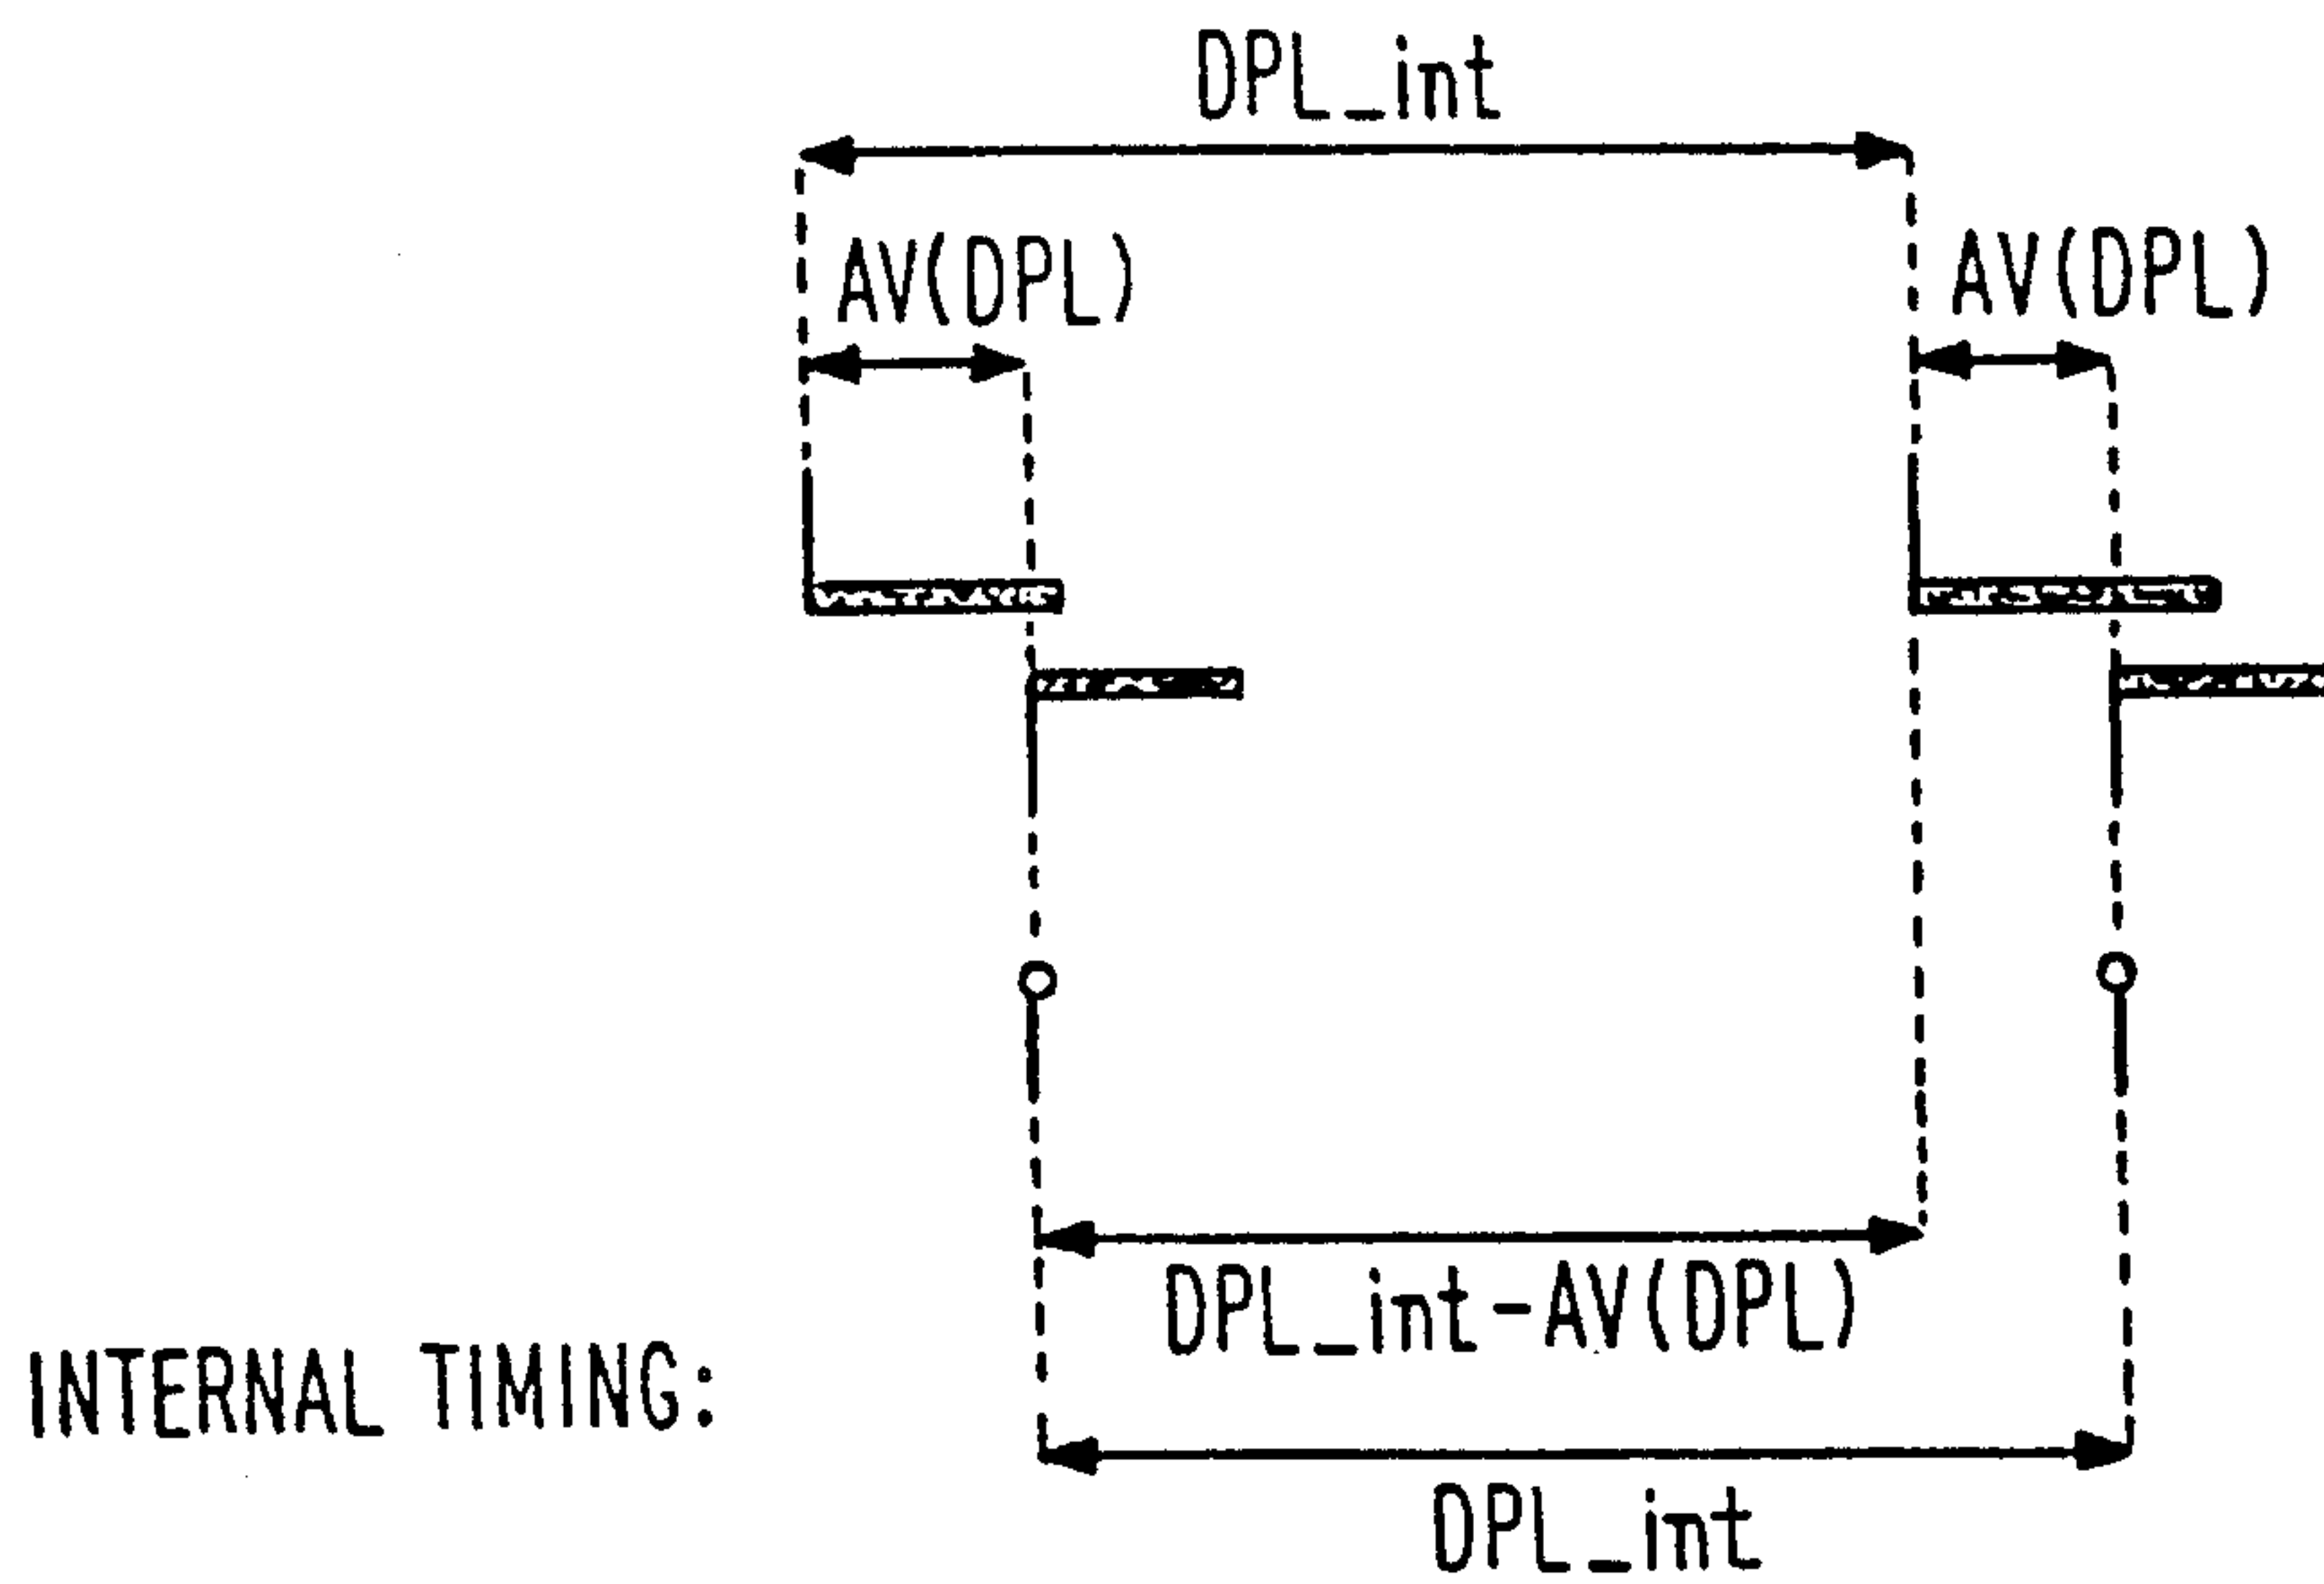 DPL_int
AV(DPL) AV(DPL)
DPL_int-AV(DPL)
INTERNAL TIMING:
DPL_int